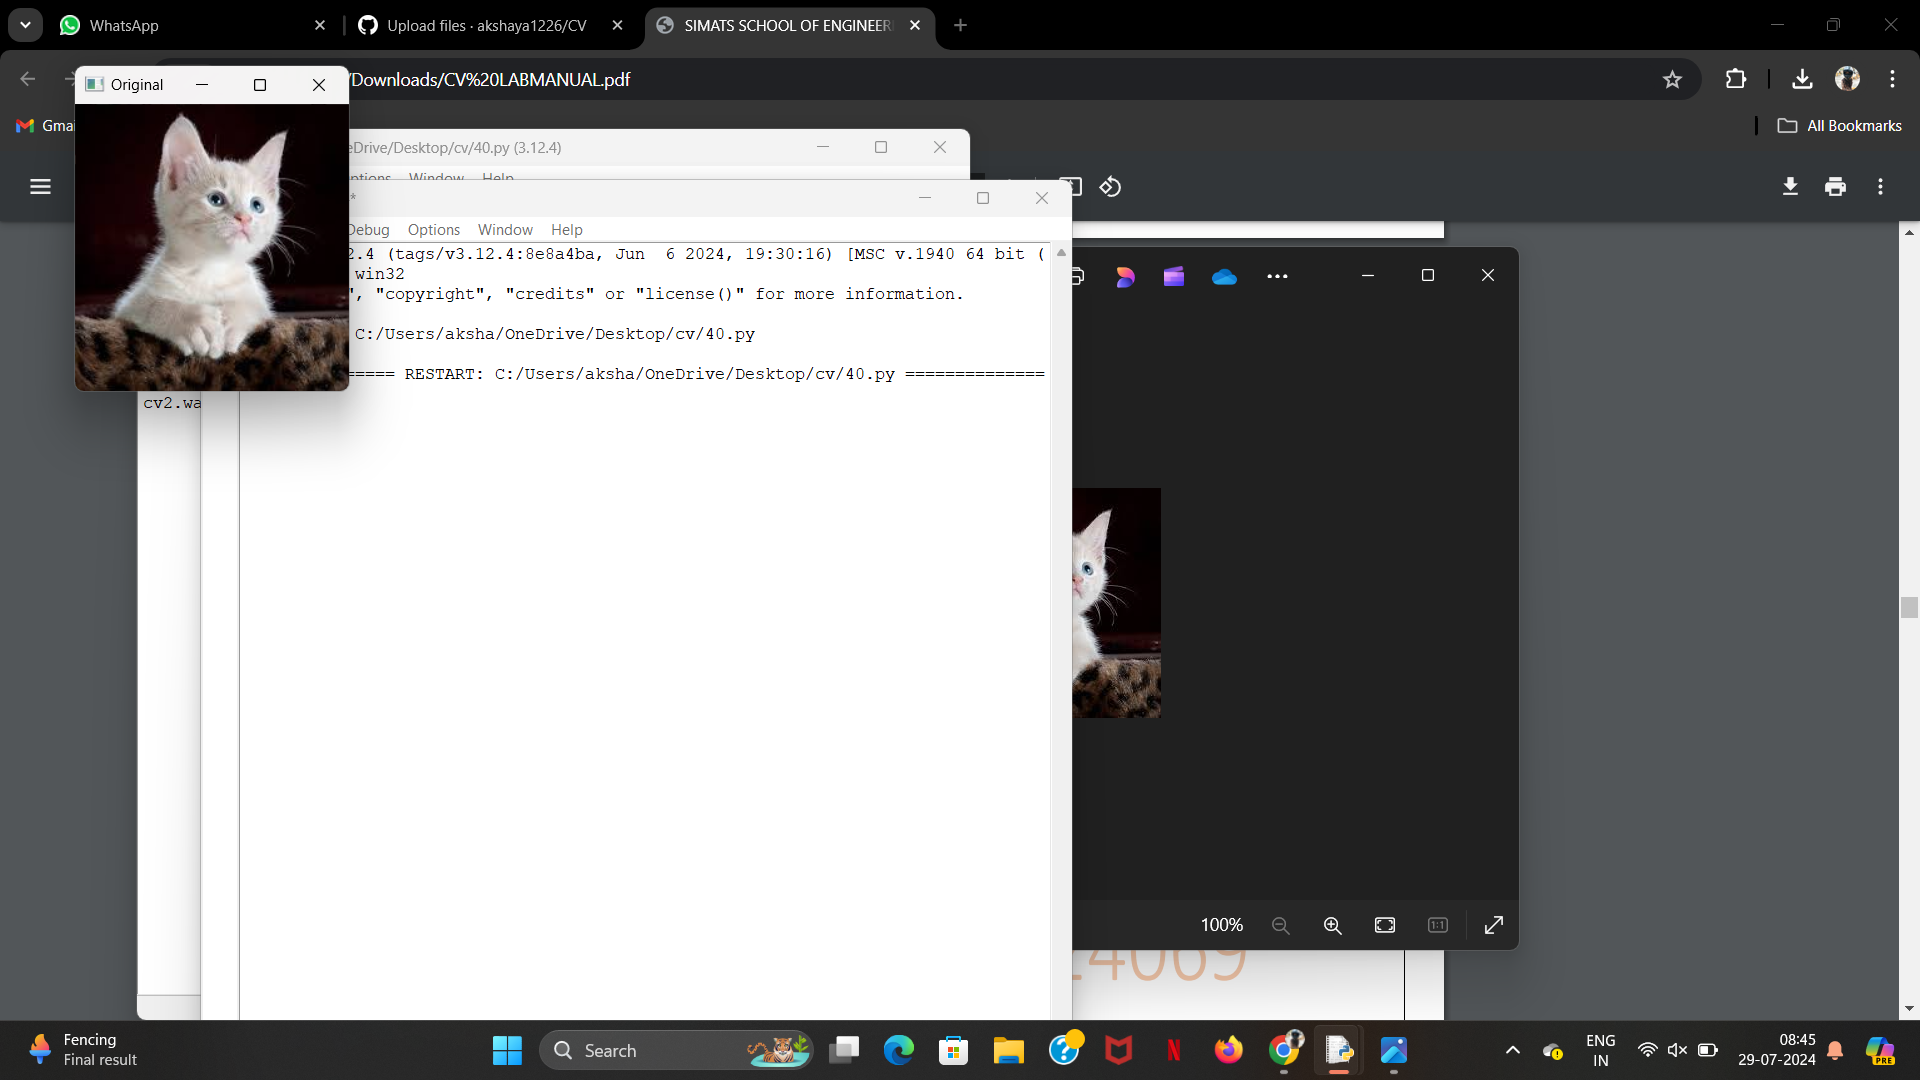 WhatsApp
Upload files · akshaya1226/CV
SIMATS SCHOOL OF ENGINEER
Original
/Downloads/CV%20LABMANUAL.pdf
Gmai
All Bookmarks
eDrive/Desktop/cv/40.py (3.12.4)
ptions Window Help
*
Debug Options Window Help
2.4 (tags/v3.12.4:8e8a4ba, Jun  6 2024, 19:30:16) [MSC v.1940 64 bit (
win32
", "copyright", "credits" or "license()" for more information.
C:/Users/aksha/OneDrive/Desktop/cv/40.py
===== RESTART: C:/Users/aksha/OneDrive/Desktop/cv/40.py ==============
cv2.wa
100%
14069
Fencing
Final result
Search
ENG
IN
08:45
29-07-2024
PRE